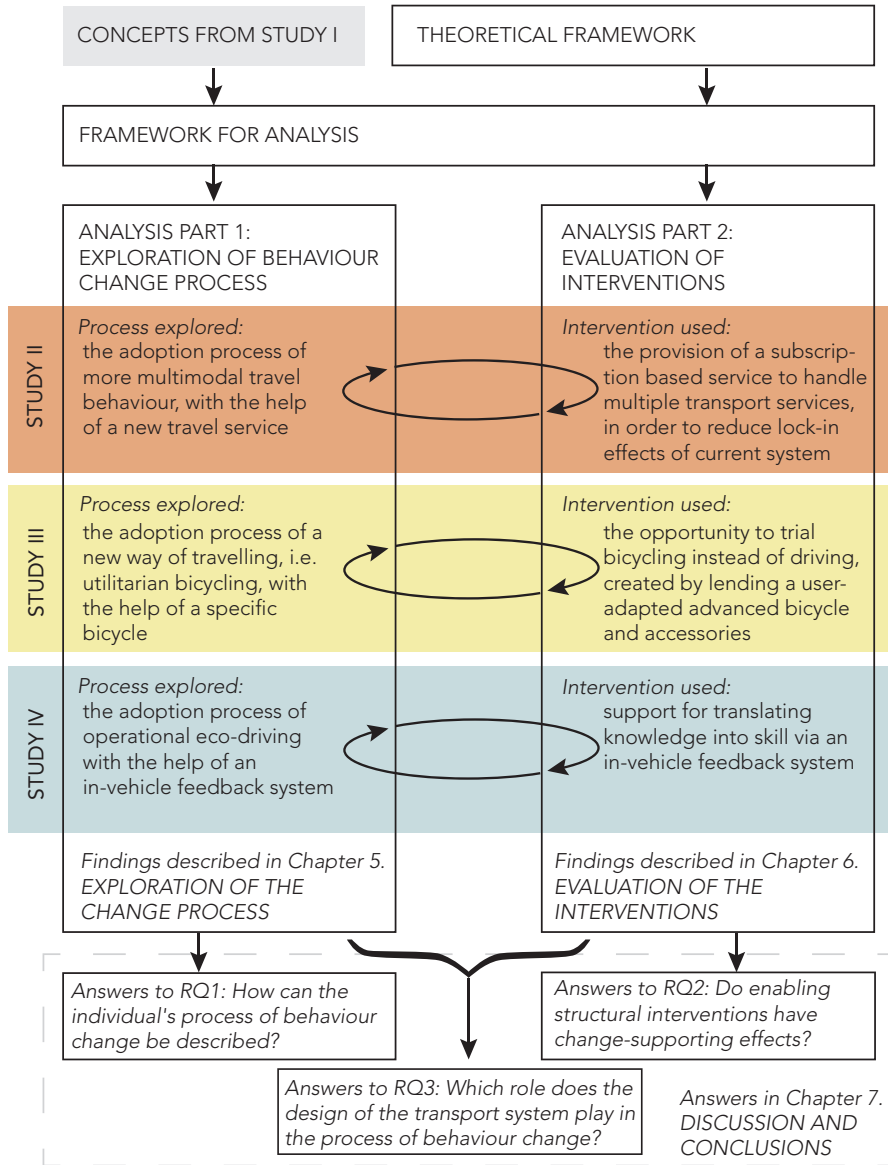 CONCEPTS FROM STUDY I
THEORETICAL FRAMEWORK
FRAMEWORK FOR ANALYSIS
ANALYSIS PART 1:
EXPLORATION OF BEHAVIOUR
CHANGE PROCESS
ANALYSIS PART 2:
EVALUATION OF
INTERVENTIONS
STUDY II
Process explored:
the adoption process of
more multimodal travel
behaviour, with the help
of a new travel service
Intervention used:
the provision of a subscrip-
tion based service to handle
multiple transport services,
in order to reduce lock-in
effects of current system
STUDY III
Process explored:
the adoption process of a
new way of travelling, i.e.
utilitarian bicycling, with
the help of a specific
bicycle
Intervention used:
the opportunity to trial
bicycling instead of driving,
created by lending a user-
adapted advanced bicycle
and accessories
STUDY IV
Process explored:
the adoption process of
operational eco-driving
with the help of an
in-vehicle feedback system
Intervention used:
support for translating
knowledge into skill via an
in-vehicle feedback system
Findings described in Chapter 5.
EXPLORATION OF THE
CHANGE PROCESS
Findings described in Chapter 6.
EVALUATION OF THE
INTERVENTIONS
Answers to RQ1: How can the
individual's process of behaviour
change be described?
Answers to RQ2: Do enabling
structural interventions have
change-supporting effects?
Answers to RQ3: Which role does the
design of the transport system play in
the process of behaviour change?
Answers in Chapter 7.
DISCUSSION AND
CONCLUSIONS